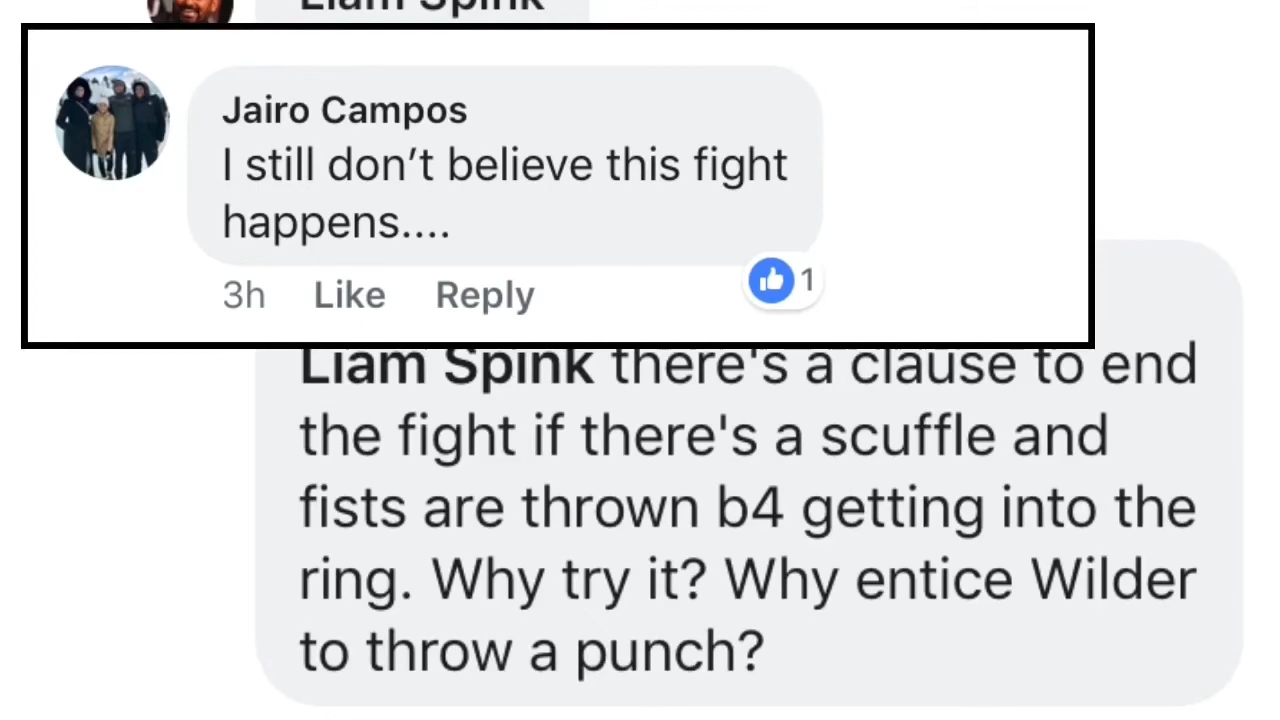 Liam Spink
Jairo Campos
I still don’t believe this fight
happens....
3h Like Reply 1
Liam Spink there's a clause to end
the fight if there's a scuffle and
fists are thrown b4 getting into the
ring. Why try it? Why entice Wilder
to throw a punch?